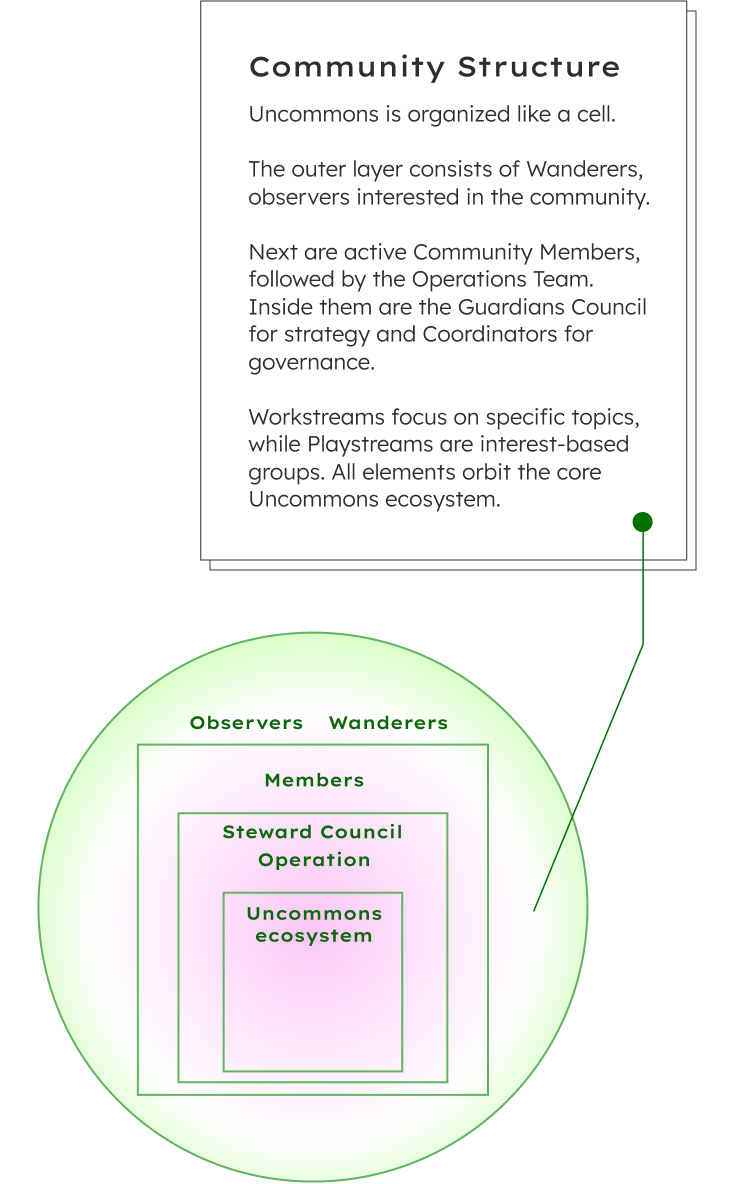 Community Structure
Uncommons is organized like a cell.
The outer layer consists of Wanderers,
observers interested in the community.
Next are active Community Members,
followed by the Operations Team.
Inside them are the Guardians Council
for strategy and Coordinators for
governance.
Workstreams focus on specific topics,
while Playstreams are interest-based
groups. All elements orbit the core
Uncommons ecosystem.
Observers Wanderers
Members
Steward Council
Operation
Uncommons
ecosystem